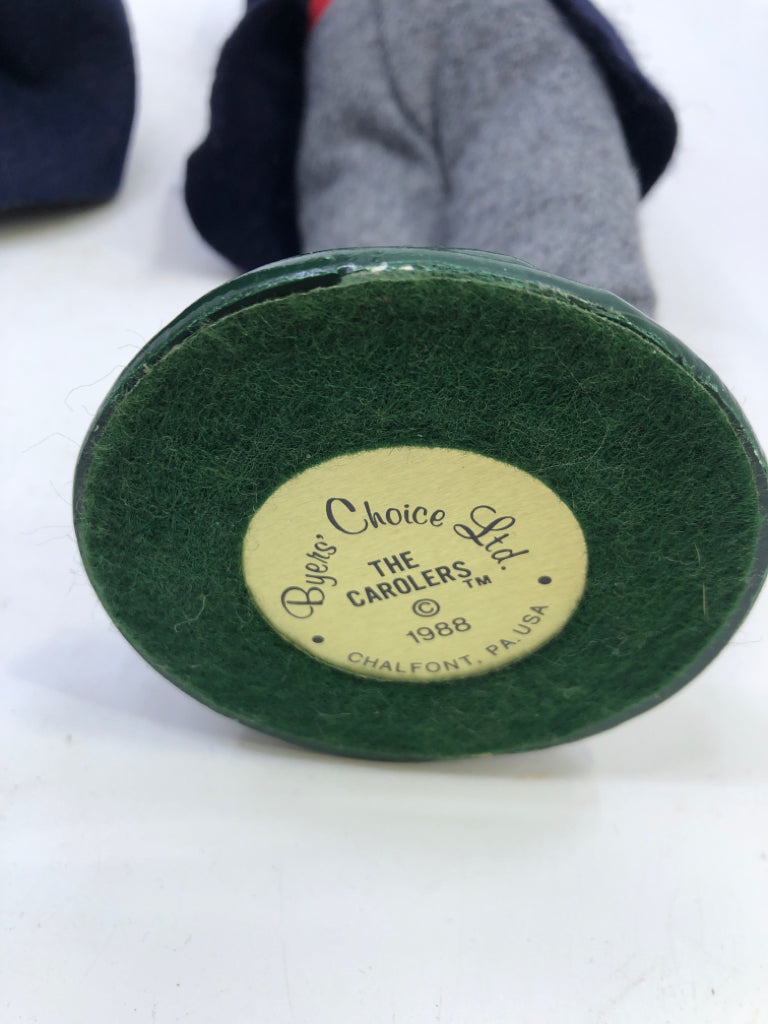 Byers' Choice Ltd.
THE
CAROLERS™
©
1988
CHALFONT, PA. USA